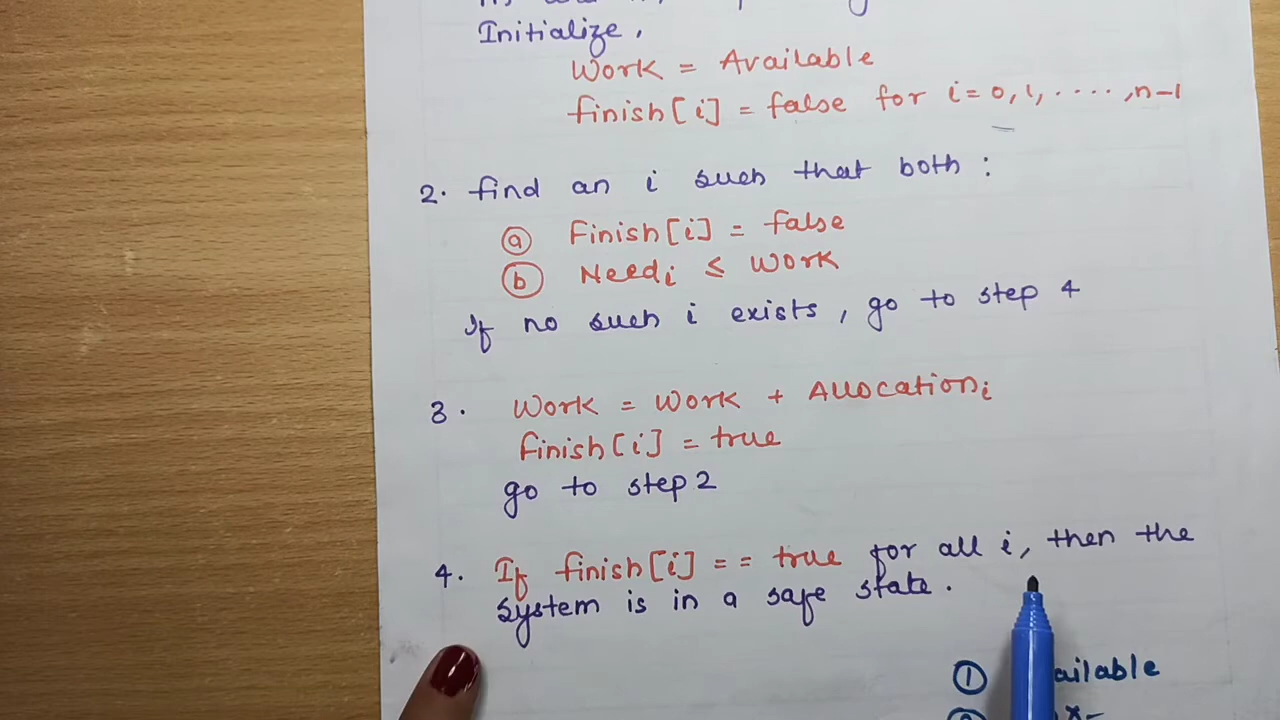 Initialize.
Work = Available
finish[i] = false for i=0,1,....,n-1
2. find an i such that both :
(a) Finish[i] = false
(b) Needi ≤ Work
If no such i exists, go to step 4
3. Work = Work + Allocationi
finish[i] = true
go to step 2
4. If finish[i] == true for all i, then the
system is in a safe state.
① ailable